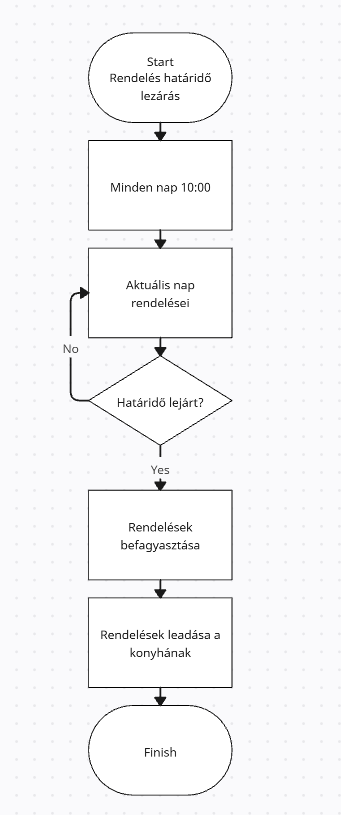 Start
Rendelés határidő
lezárás
Minden nap 10:00
Aktuális nap
rendelései
No
Határidő lejárt?
Yes
Rendelések
befagyasztása
Rendelések leadása a
konyhának
Finish